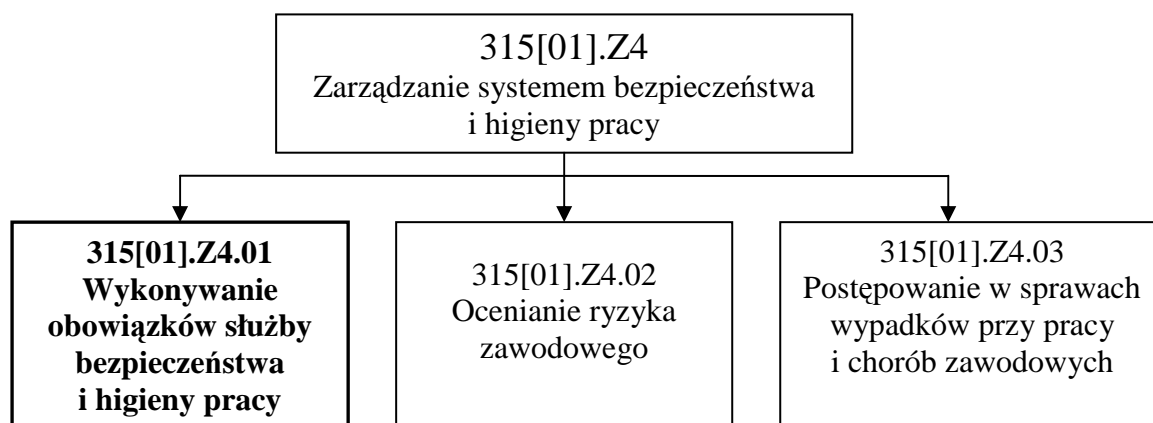 315[01].Z4
Zarządzanie systemem bezpieczeństwa
i higieny pracy
315[01].Z4.01
Wykonywanie
obowiązków służby
bezpieczeństwa
i higieny pracy
315[01].Z4.02
Ocenianie ryzyka
zawodowego
315[01].Z4.03
Postępowanie w sprawach
wypadków przy pracy
i chorób zawodowych